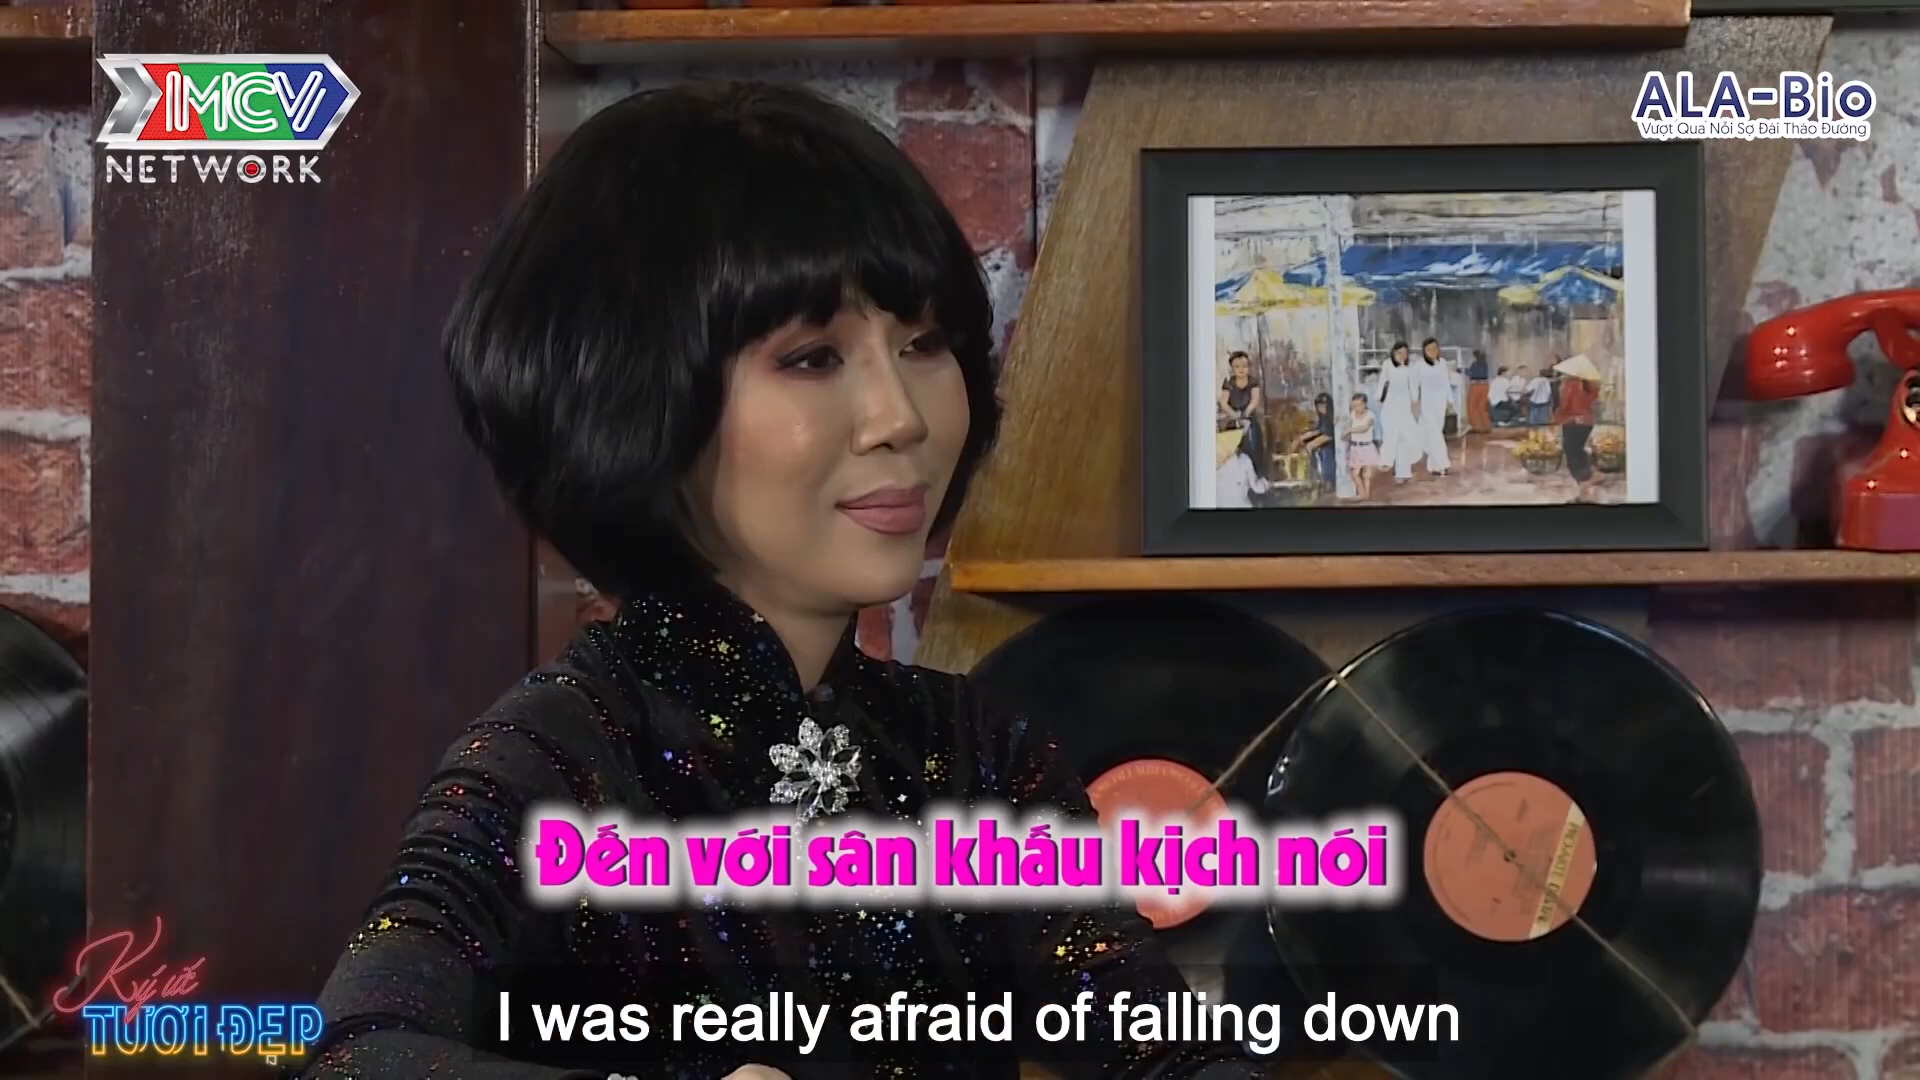 MCV
NETWORK
ALA-Bio
Vượt Qua Nỗi Sợ Đái Tháo Đường
Đến với sân khấu kịch nói
Ký ức
TƯƠI ĐẸP
I was really afraid of falling down